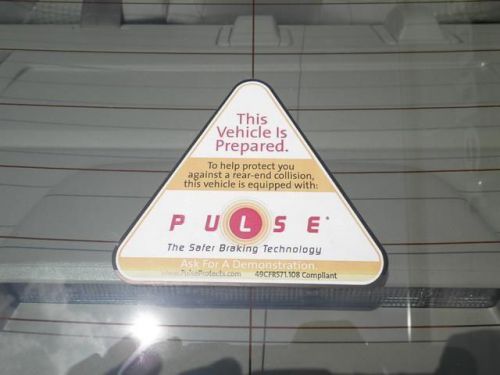 This
Vehicle Is
Prepared.
To help protect you
against a rear-end collision,
this vehicle is equipped with:
PULSE
The Safer Braking Technology
Ask For A Demonstration.
www.PulseProtects.com 49CFR571.108 Compliant